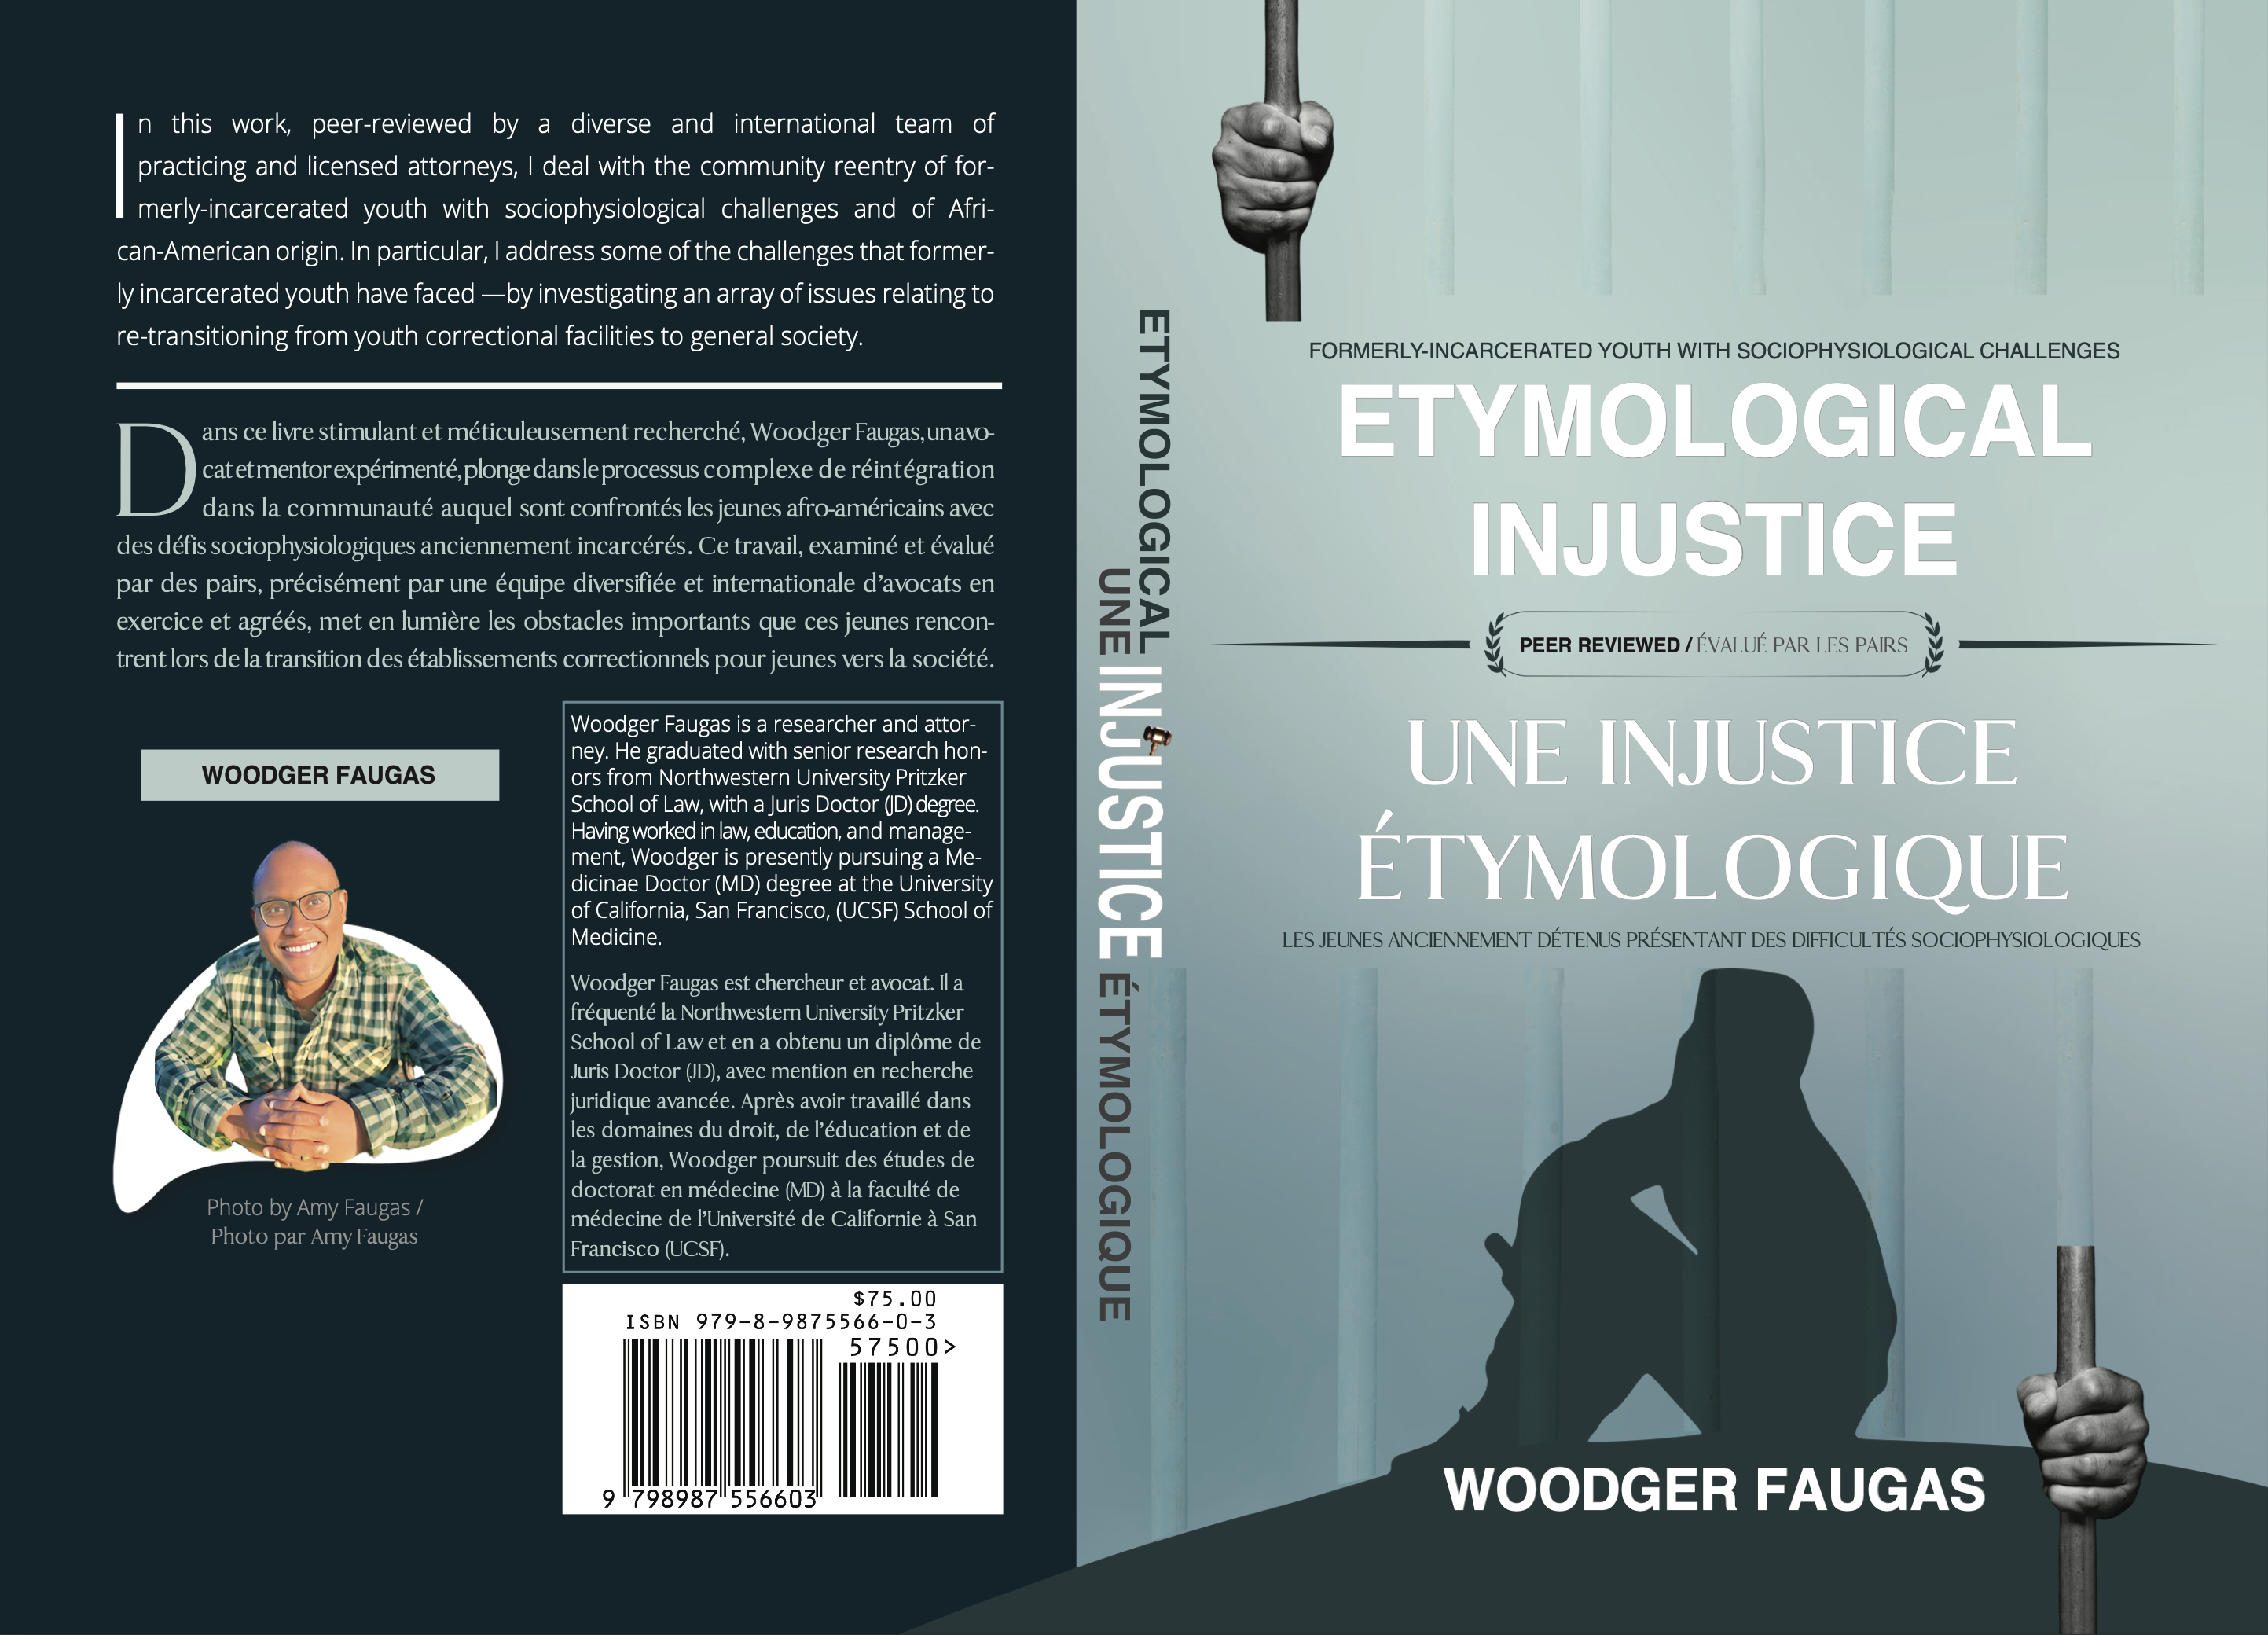 In this work, peer-reviewed by a diverse and international team of
practicing and licensed attorneys, I deal with the community reentry of for-
merly-incarcerated youth with sociophysiological challenges and of Afri-
can-American origin. In particular, I address some of the challenges that former-
ly incarcerated youth have faced —by investigating an array of issues relating to
re-transitioning from youth correctional facilities to general society.
Dans ce livre stimulant et méticuleusement recherché, Woodger Faugas, un avo-
cat et mentor expérimenté, plonge dans le processus complexe de réintégration
dans la communauté auquel sont confrontés les jeunes afro-américains avec
des défis sociophysiologiques anciennement incarcérés. Ce travail, examiné et évalué
par des pairs, précisément par une équipe diversifiée et internationale d’avocats en
exercice et agréés, met en lumière les obstacles importants que ces jeunes rencon-
trent lors de la transition des établissements correctionnels pour jeunes vers la société.
WOODGER FAUGAS
Photo by Amy Faugas /
Photo par Amy Faugas
Woodger Faugas is a researcher and attor-
ney. He graduated with senior research hon-
ors from Northwestern University Pritzker
School of Law, with a Juris Doctor (JD) degree.
Having worked in law, education, and manage-
ment, Woodger is presently pursuing a Me-
dicinae Doctor (MD) degree at the University
of California, San Francisco, (UCSF) School of
Medicine.
Woodger Faugas est chercheur et avocat. Il a
fréquenté la Northwestern University Pritzker
School of Law et en a obtenu un diplôme de
Juris Doctor (JD), avec mention en recherche
juridique avancée. Après avoir travaillé dans
les domaines du droit, de l’éducation et de
la gestion, Woodger poursuit des études de
doctorat en médecine (MD) à la faculté de
médecine de l’Université de Californie à San
Francisco (UCSF).
$75.00
ISBN 979-8-9875566-0-3
57500>
9 798987 556603
ETYMOLOGICAL
UNE
INJUSTICE
ÉTYMOLOGIQUE
FORMERLY-INCARCERATED YOUTH WITH SOCIOPHYSIOLOGICAL CHALLENGES
ETYMOLOGICAL
INJUSTICE
PEER REVIEWED / ÉVALUÉ PAR LES PAIRS
UNE INJUSTICE
ÉTYMOLOGIQUE
LES JEUNES ANCIENNEMENT DÉTENUS PRÉSENTANT DES DIFFICULTÉS SOCIOPHYSIOLOGIQUES
WOODGER FAUGAS